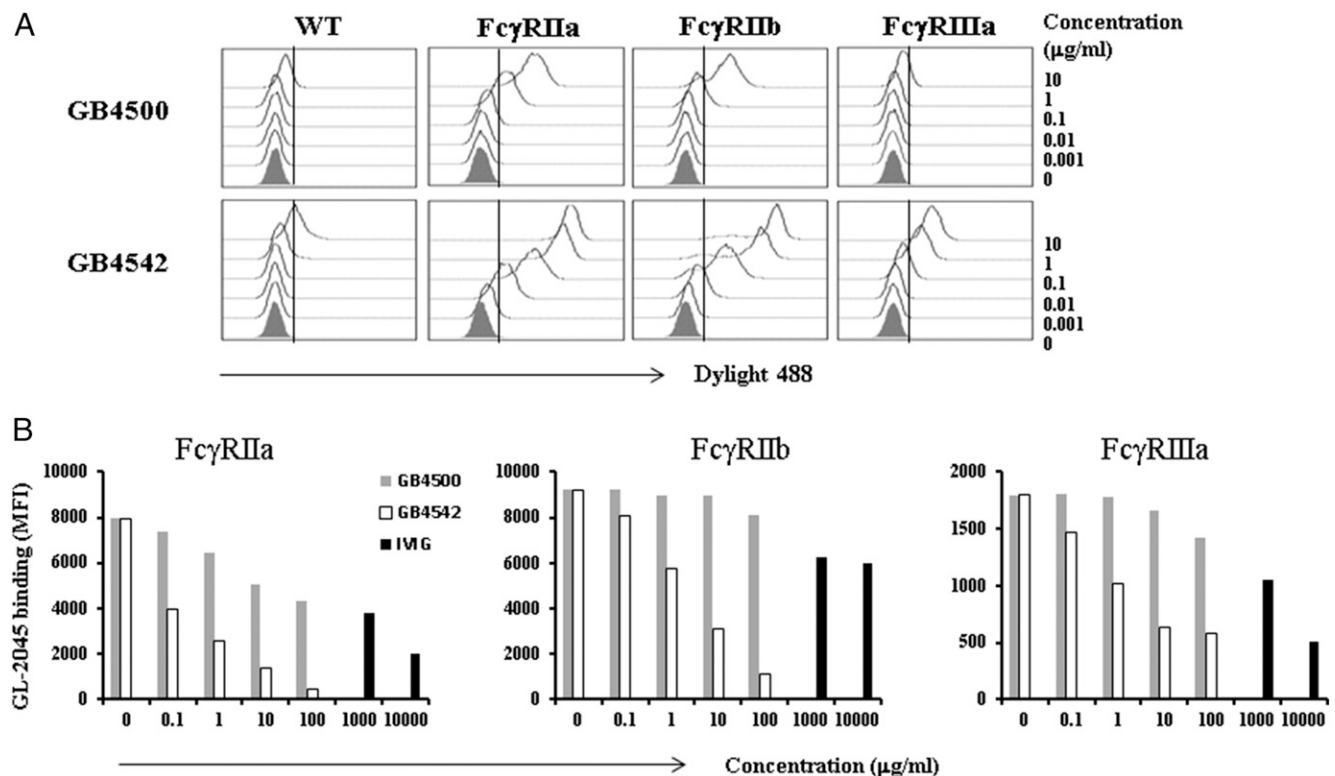 A
WT
FcγRIIa
FcγRIIb
FcγRIIIa
Concentration
(μg/ml)
GB4500
10
1
0.1
0.01
0.001
0
GB4542
10
1
0.1
0.01
0.001
0
Dylight 488
B
FcγRIIa
FcγRIIb
FcγRIIIa
GL-2045 binding (MFI)
10000
8000
6000
4000
2000
0
GB4500
GB4542
IVIG
0 0.1 1 10 100 1000 10000
10000
8000
6000
4000
2000
0
0 0.1 1 10 100 1000 10000
2000
1500
1000
500
0
0 0.1 1 10 100 1000 10000
Concentration (μg/ml)